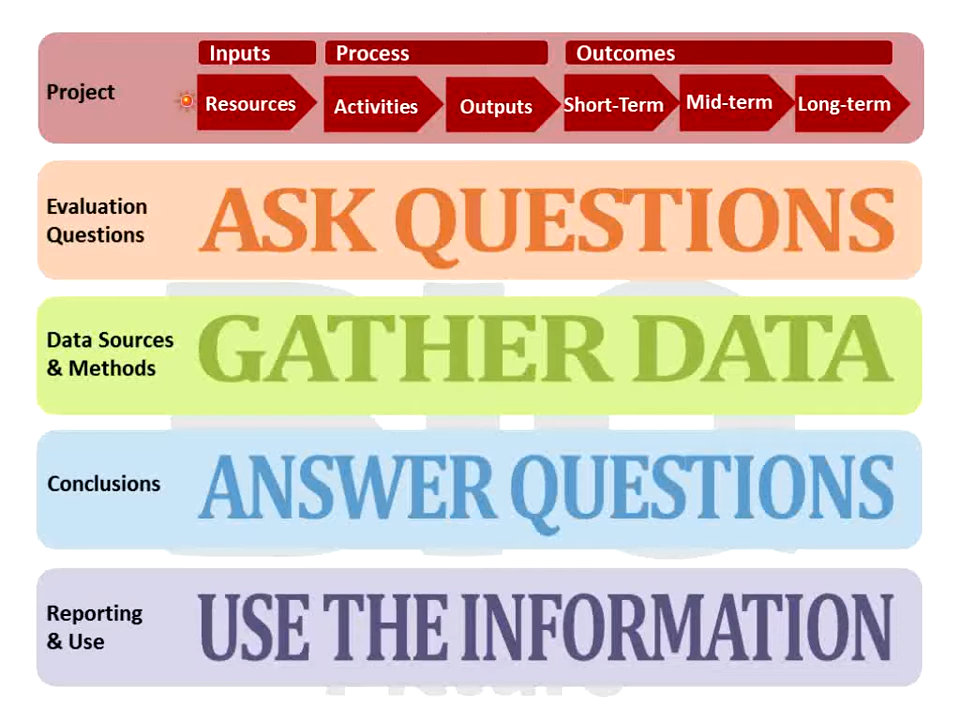 Inputs Process Outcomes
Project Resources Activities Outputs Short-Term Mid-term Long-term
Evaluation
Questions
ASK QUESTIONS
Data Sources
& Methods
GATHER DATA
Conclusions
ANSWER QUESTIONS
Reporting
& Use
USE THE INFORMATION